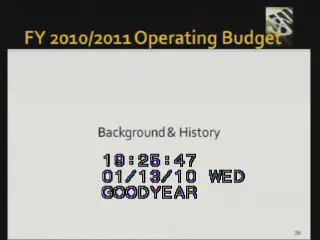 FY 2010/2011 Operating Budget
Background & History
19:25:47
01/13/10 WED
GOODYEAR